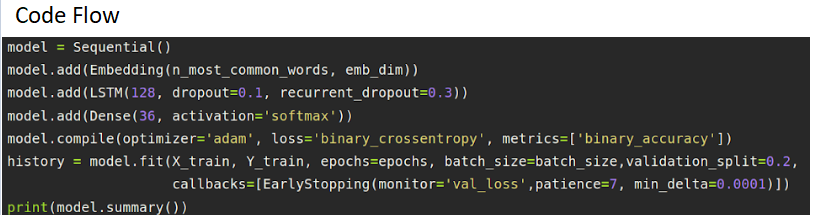 Code Flow
model = Sequential()
model.add(Embedding(n_most_common_words, emb_dim))
model.add(LSTM(128, dropout=0.1, recurrent_dropout=0.3))
model.add(Dense(36, activation='softmax'))
model.compile(optimizer='adam', loss='binary_crossentropy', metrics=['binary_accuracy'])
history = model.fit(X_train, Y_train, epochs=epochs, batch_size=batch_size,validation_split=0.2,
callbacks=[EarlyStopping(monitor='val_loss',patience=7, min_delta=0.0001)])
print(model.summary())